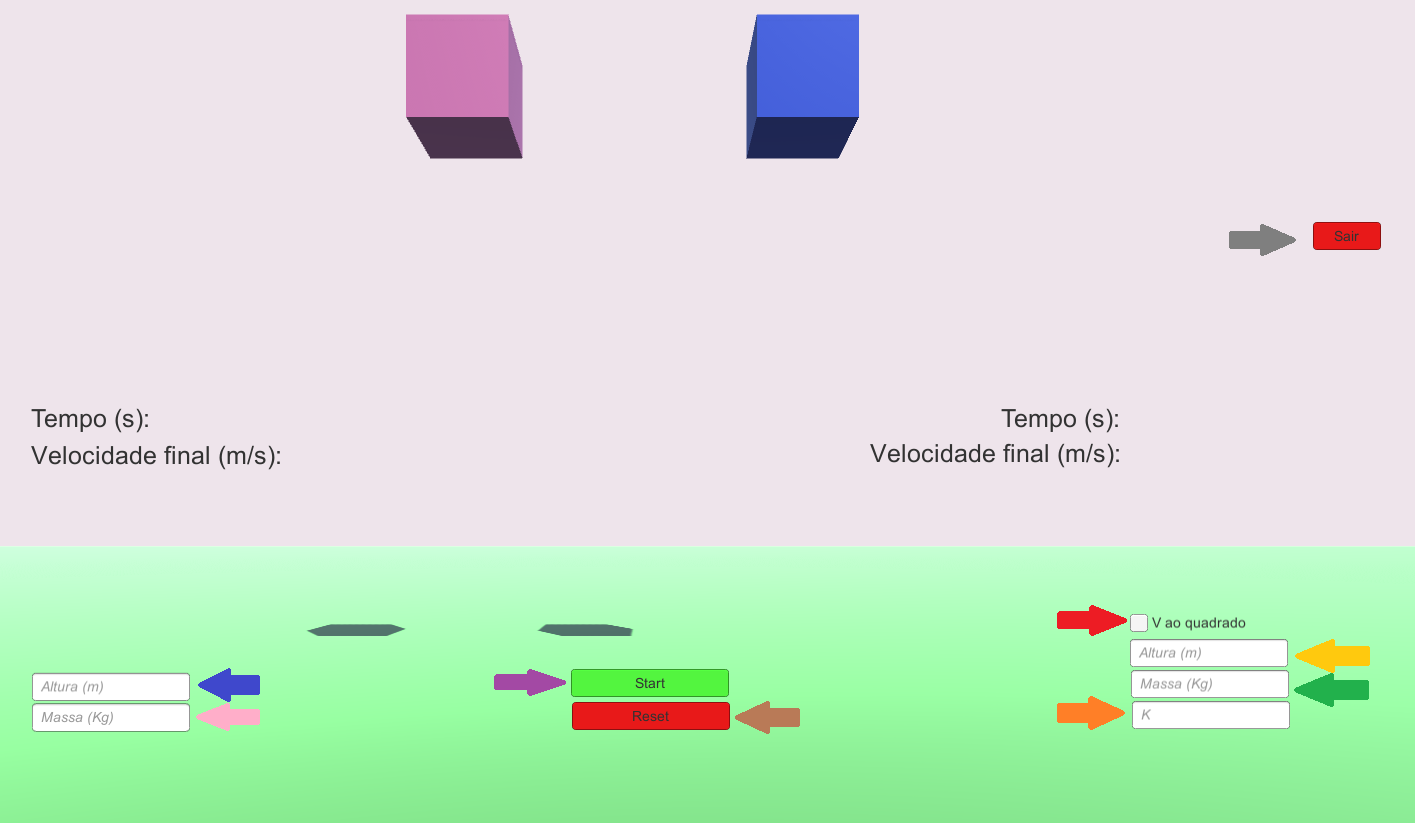 Sair
Tempo (s):
Velocidade final (m/s):
Tempo (s):
Velocidade final (m/s):
Altura (m)
Massa (Kg)
Start
Reset
V ao quadrado
Altura (m)
Massa (Kg)
K